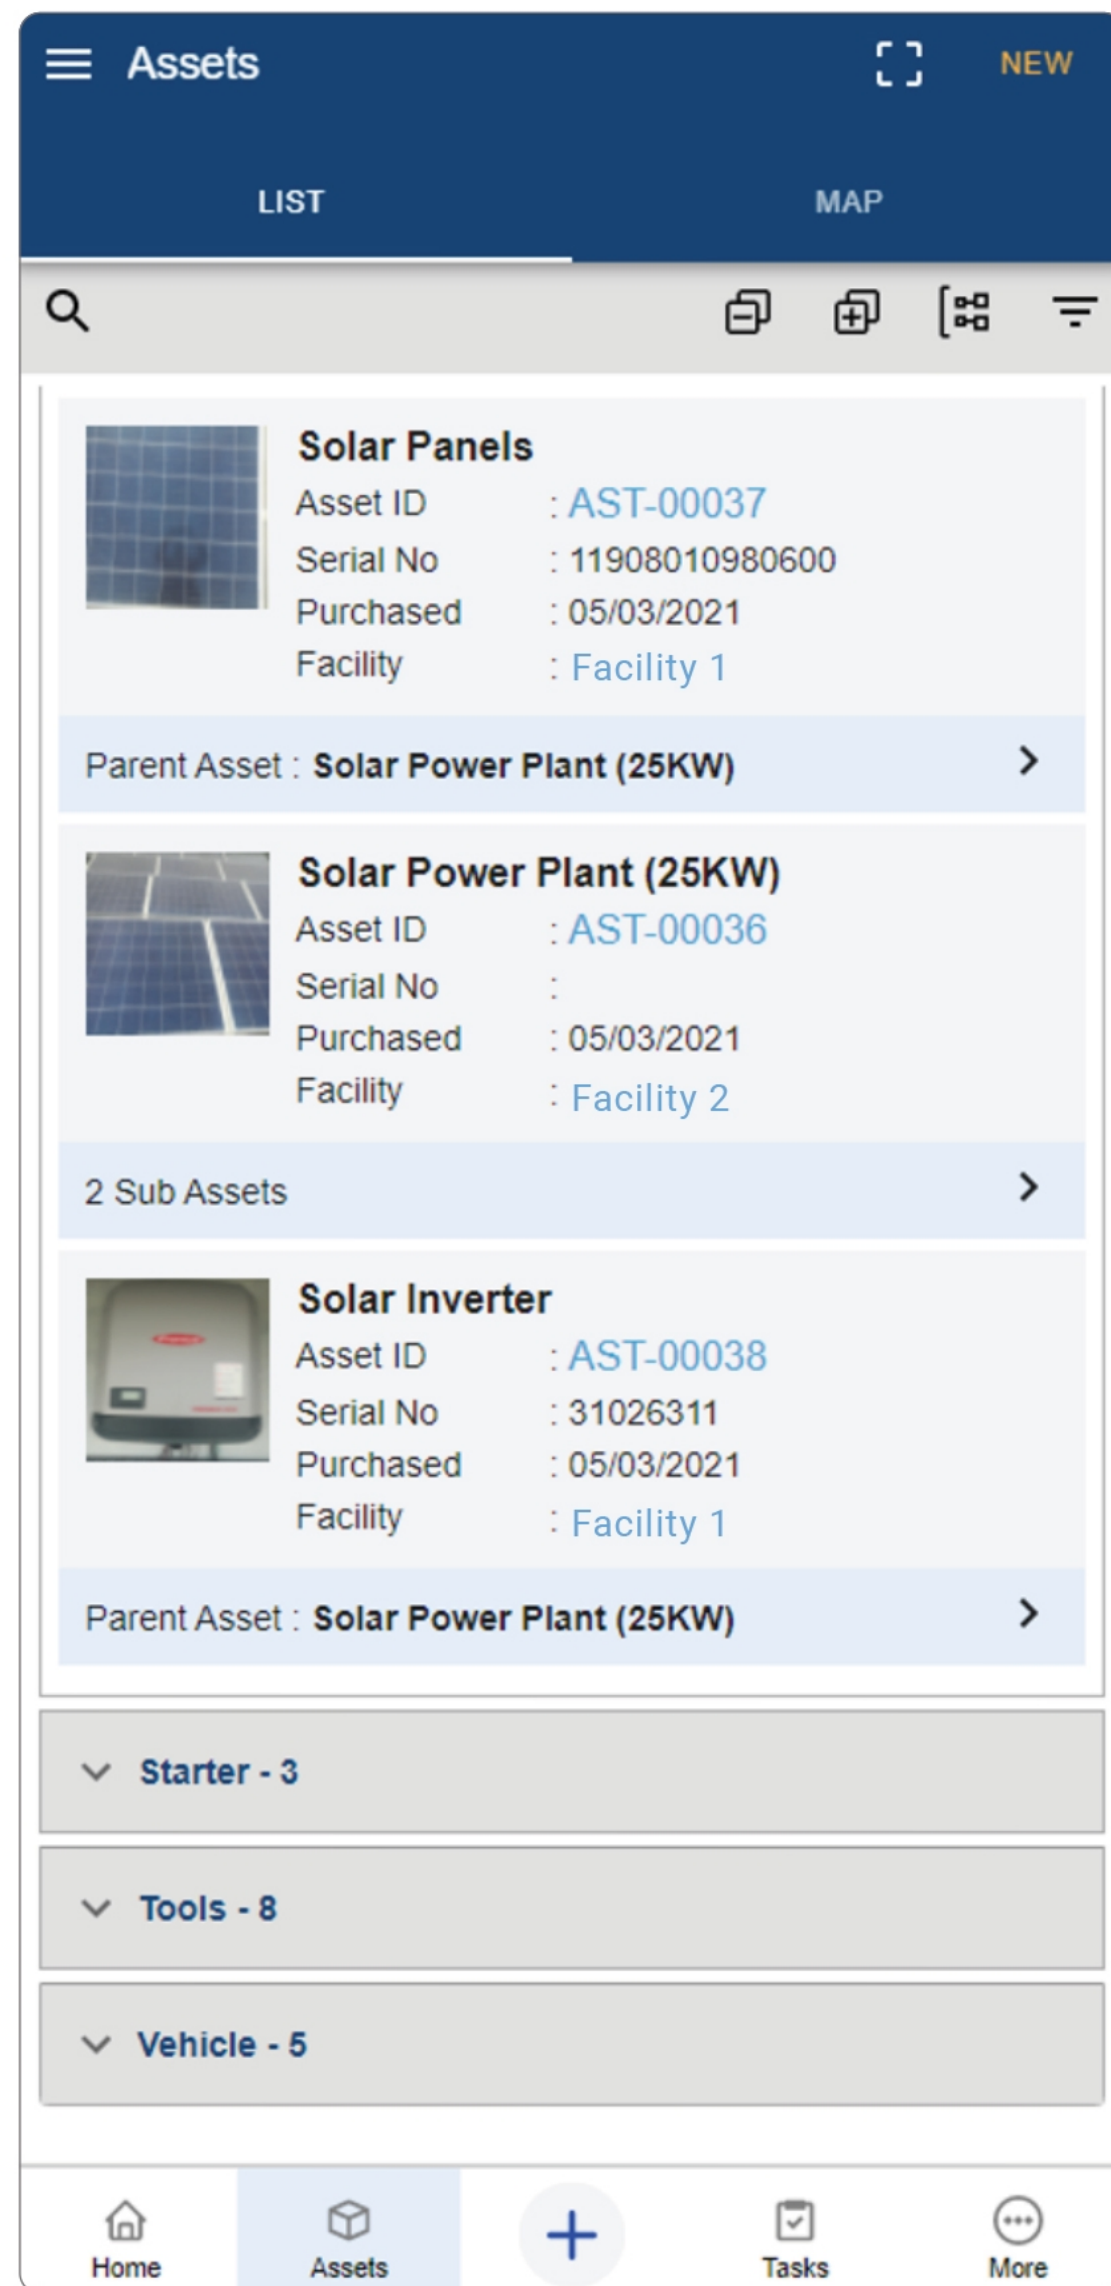 Assets NEW
LIST MAP
Solar Panels
Asset ID : AST-00037
Serial No : 11908010980600
Purchased : 05/03/2021
Facility : Facility 1
Parent Asset : Solar Power Plant (25KW)
Solar Power Plant (25KW)
Asset ID : AST-00036
Serial No :
Purchased : 05/03/2021
Facility : Facility 2
2 Sub Assets
Solar Inverter
Asset ID : AST-00038
Serial No : 31026311
Purchased : 05/03/2021
Facility : Facility 1
Parent Asset : Solar Power Plant (25KW)
Starter - 3
Tools - 8
Vehicle - 5
Home Assets Tasks More